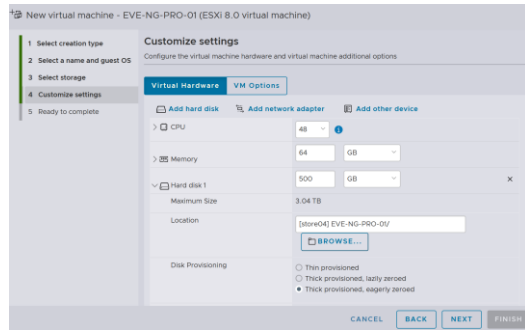 New virtual machine - EVE-NG-PRO-01 (ESXi 8.0 virtual machine)
1 Select creation type
2 Select a name and guest OS
3 Select storage
4 Customize settings
5 Ready to complete
Customize settings
Configure the virtual machine hardware and virtual machine additional options
Virtual Hardware VM Options
Add hard disk Add network adapter Add other device
CPU 48
Memory 64 GB
Hard disk 1 500 GB
Maximum Size 3.04 TB
Location [store04] EVE-NG-PRO-01/
BROWSE...
Disk Provisioning Thin provisioned
Thick provisioned, lazily zeroed
Thick provisioned, eagerly zeroed
CANCEL BACK NEXT FINISH